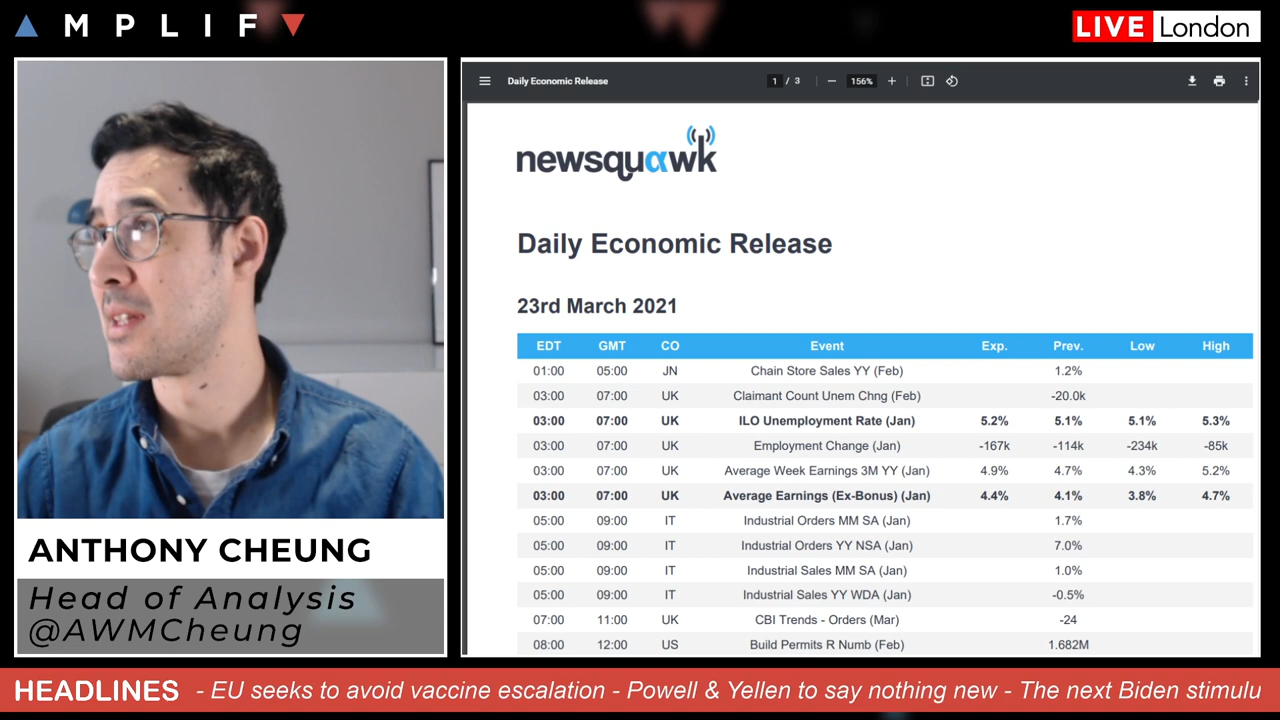 AMPLIFY
LIVE London
Daily Economic Release
1 / 3
156%
newsquawk
Daily Economic Release
23rd March 2021
EDT GMT CO Event Exp. Prev. Low High
01:00 05:00 JN Chain Store Sales YY (Feb) 1.2%
03:00 07:00 UK Claimant Count Unem Chng (Feb) -20.0k
03:00 07:00 UK ILO Unemployment Rate (Jan) 5.2% 5.1% 5.1% 5.3%
03:00 07:00 UK Employment Change (Jan) -167k -114k -234k -85k
03:00 07:00 UK Average Week Earnings 3M YY (Jan) 4.9% 4.7% 4.3% 5.2%
03:00 07:00 UK Average Earnings (Ex-Bonus) (Jan) 4.4% 4.1% 3.8% 4.7%
05:00 09:00 IT Industrial Orders MM SA (Jan) 1.7%
05:00 09:00 IT Industrial Orders YY NSA (Jan) 7.0%
05:00 09:00 IT Industrial Sales MM SA (Jan) 1.0%
05:00 09:00 IT Industrial Sales YY WDA (Jan) -0.5%
07:00 11:00 UK CBI Trends - Orders (Mar) -24
08:00 12:00 US Build Permits R Numb (Feb) 1.682M
ANTHONY CHEUNG
Head of Analysis
@AWMCheung
HEADLINES - EU seeks to avoid vaccine escalation - Powell & Yellen to say nothing new - The next Biden stimulu